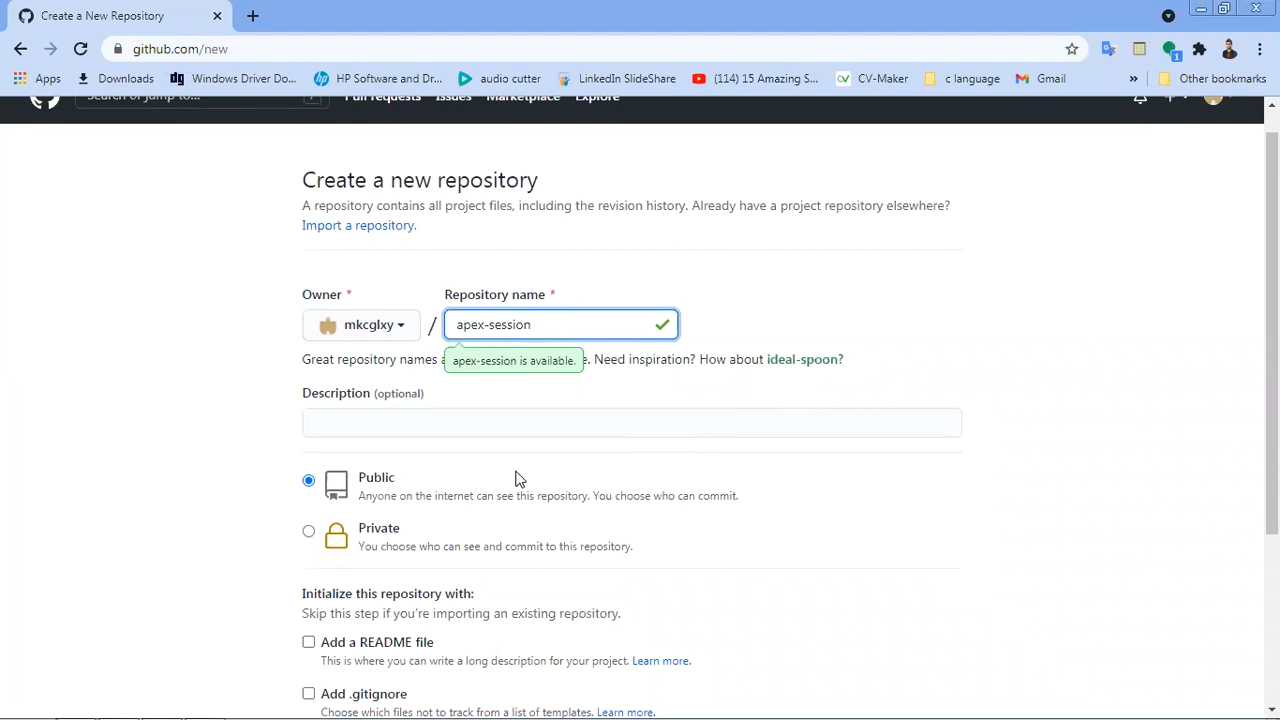 Create a New Repository
github.com/new
1
Apps
Downloads
Windows Driver Do...
HP Software and Dr...
audio cutter
LinkedIn SlideShare
(114) 15 Amazing S...
CV-Maker
c language
Gmail
»
Other bookmarks
Search or jump to...
/
Pull requests
Issues
Marketplace
Explore
Create a new repository
A repository contains all project files, including the revision history. Already have a project repository elsewhere?
Import a repository.
Owner *
Repository name *
mkcglxy
/
apex-session
Great repository names a
apex-session is available.
e. Need inspiration? How about ideal-spoon?
Description (optional)
Public
Anyone on the internet can see this repository. You choose who can commit.
Private
You choose who can see and commit to this repository.
Initialize this repository with:
Skip this step if you're importing an existing repository.
Add a README file
This is where you can write a long description for your project. Learn more.
Add .gitignore
Choose which files not to track from a list of templates. Learn more.